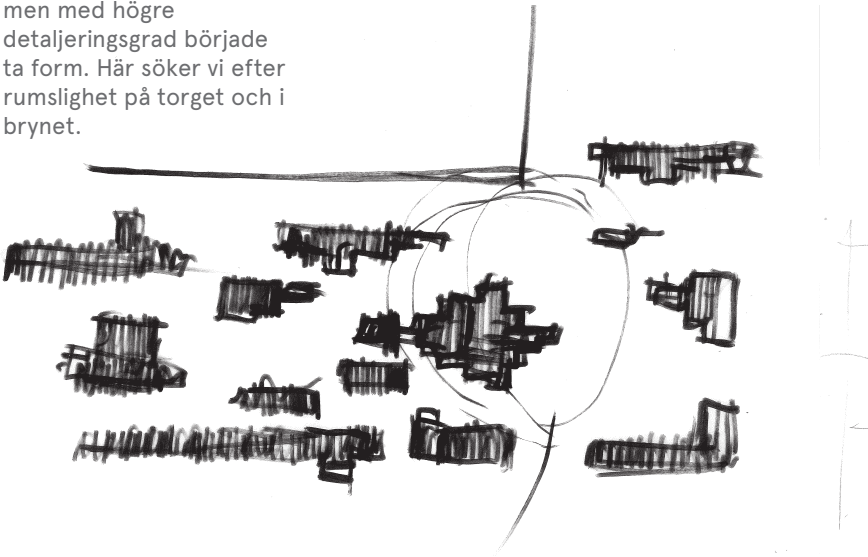 men med högre
detaljeringsgrad började
ta form. Här söker vi efter
rumslighet på torget och i
brynet.